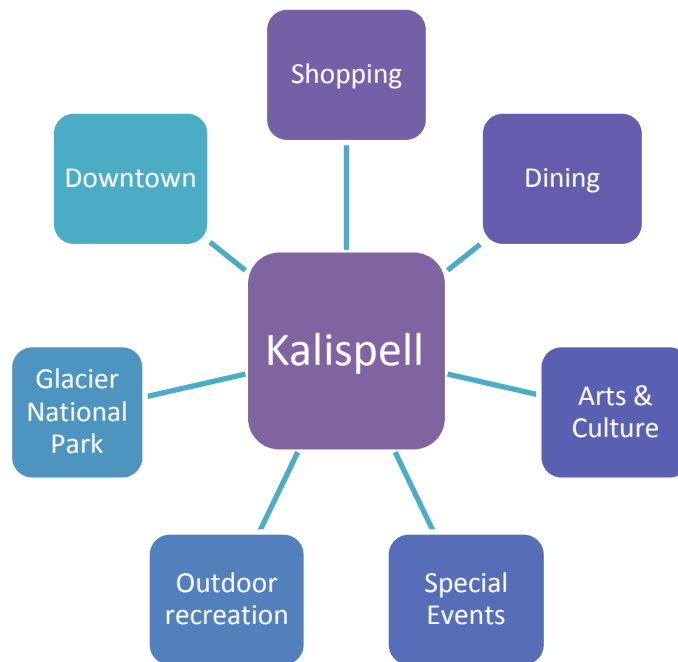 Shopping
Downtown
Dining
Kalispell
Glacier
National
Park
Arts &
Culture
Outdoor
recreation
Special
Events